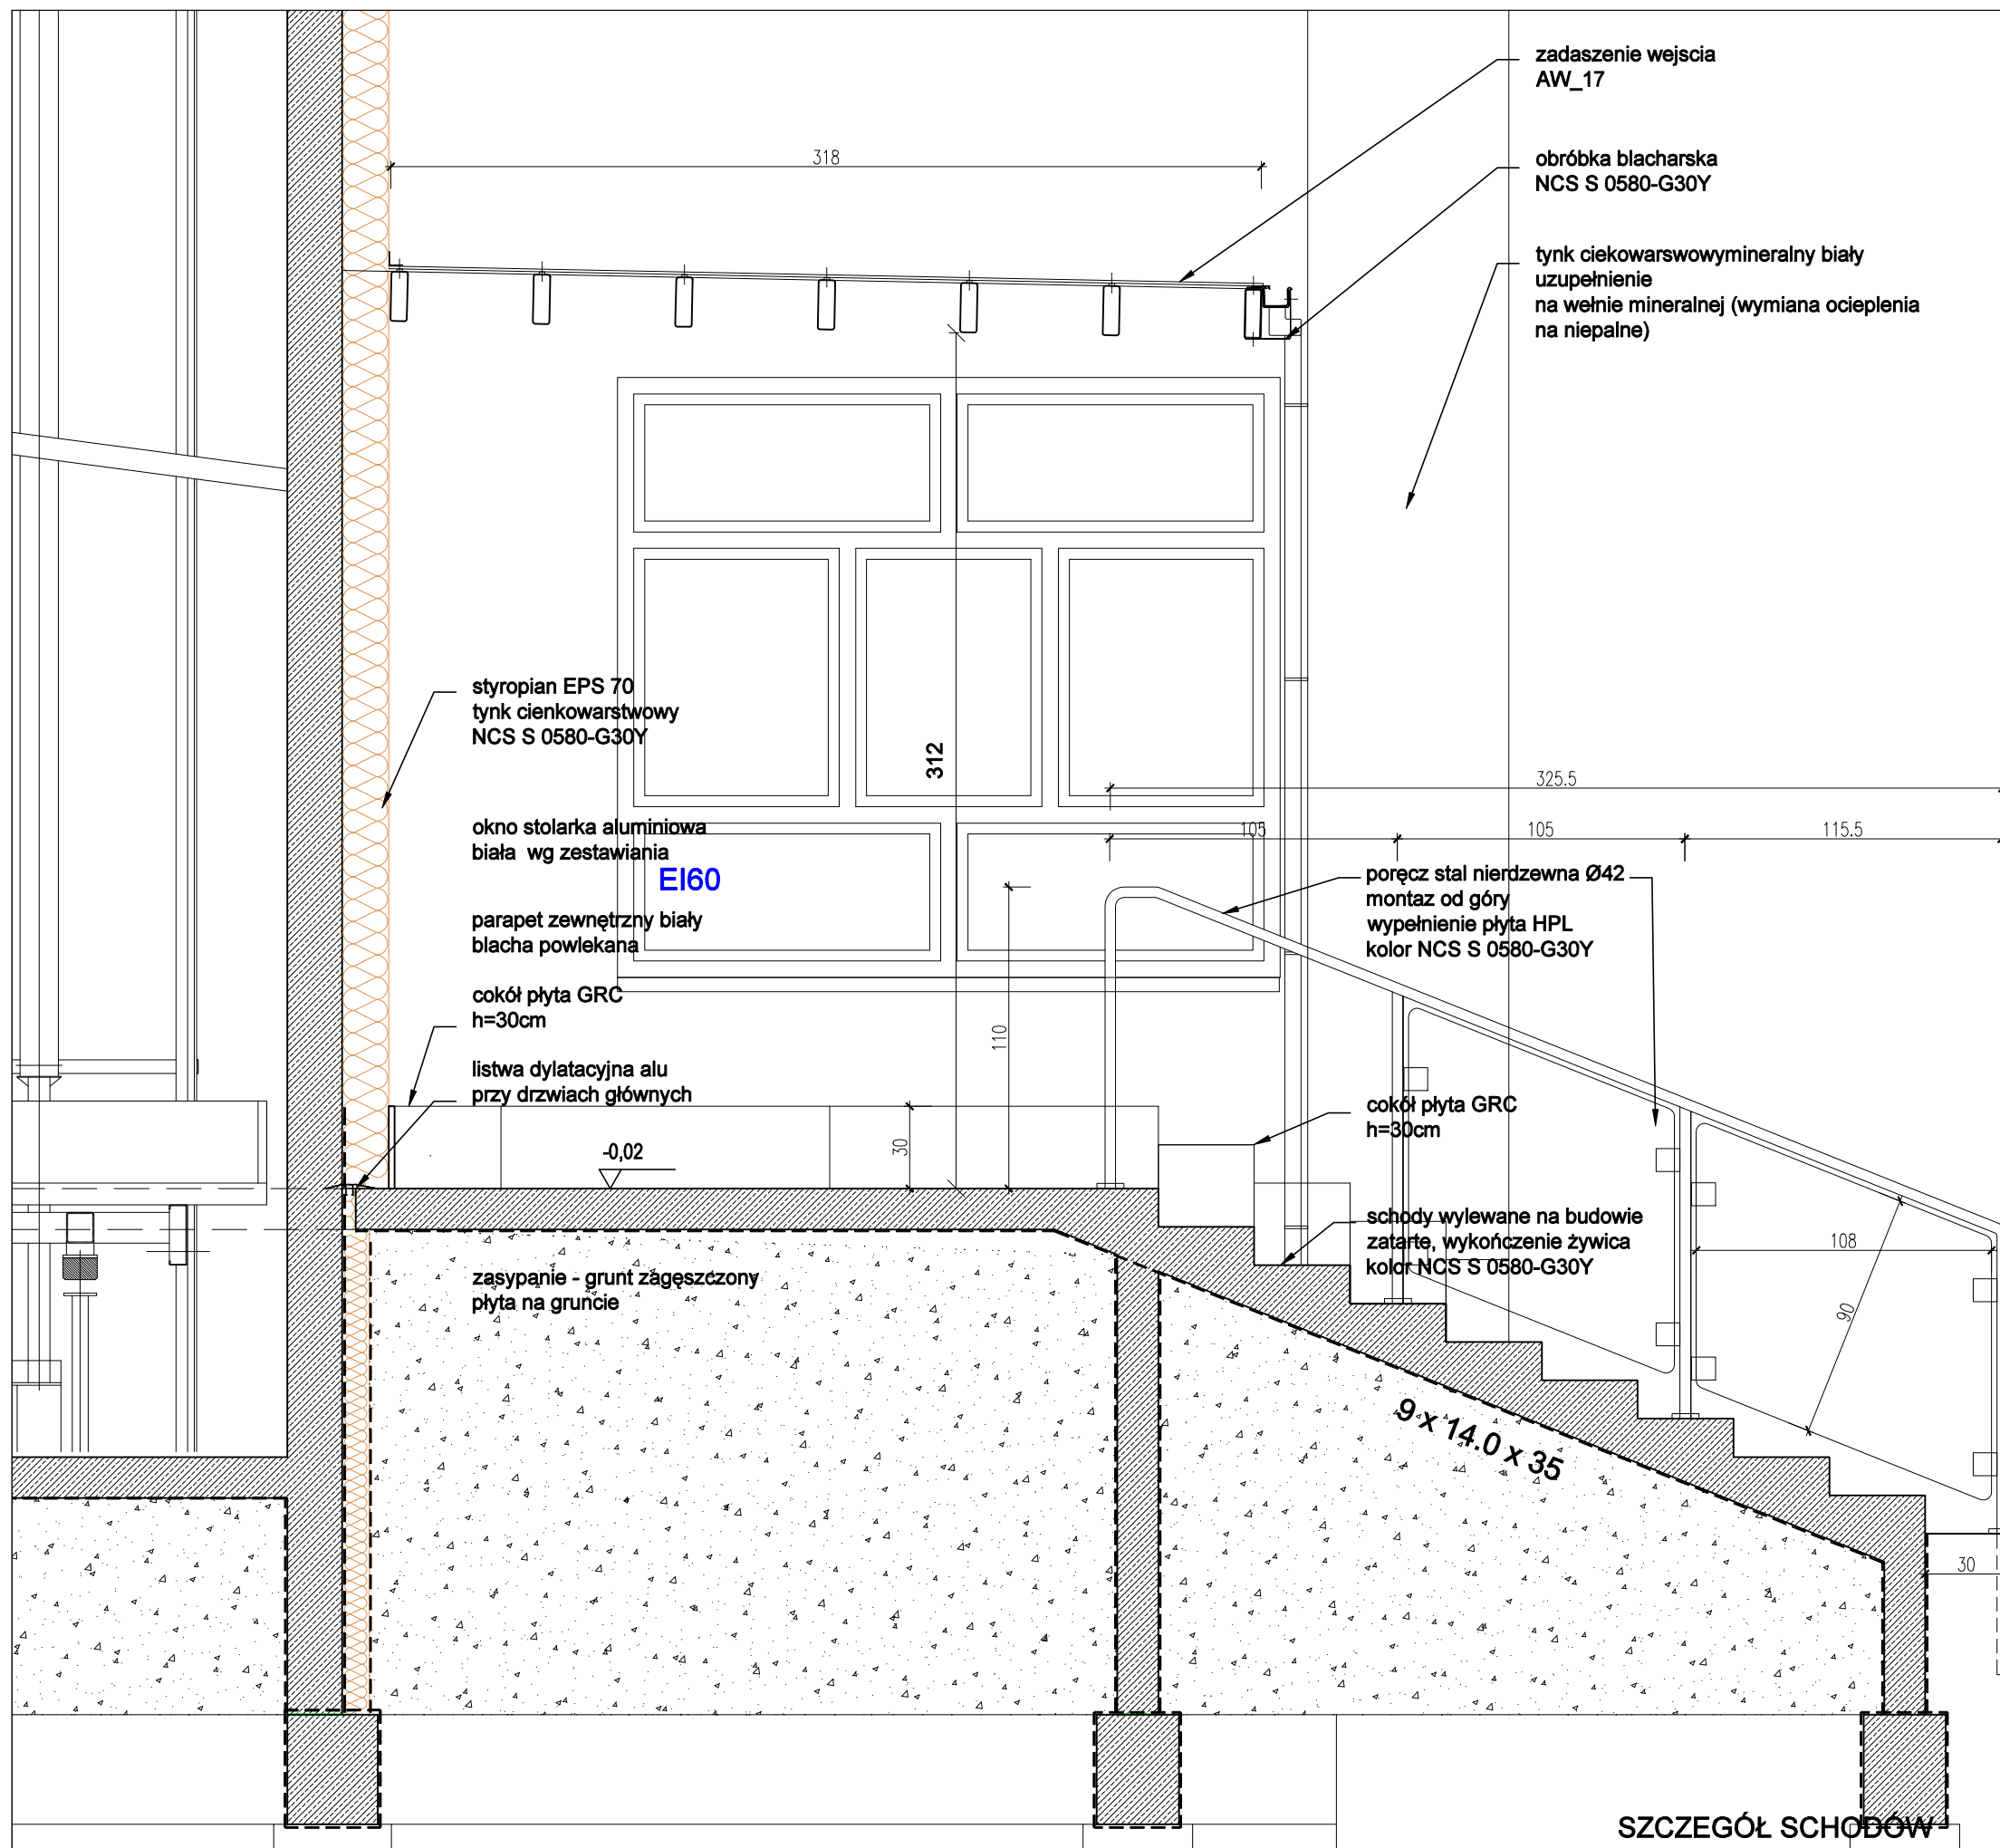 zadaszenie wejscia
AW_17
318
obróbka blacharska
NCS S 0580-G30Y
tynk ciekowarswowymineralny biały
uzupełnienie
na wełnie mineralnej (wymiana ocieplenia
na niepalne)
styropian EPS 70
tynk cienkowarstwowy
NCS S 0580-G30Y
312
325.5
105
105
115.5
okno stolarka aluminiowa
biała wg zestawiania
EI60
poręcz stal nierdzewna Ø42
montaz od góry
wypełnienie płyta HPL
kolor NCS S 0580-G30Y
parapet zewnętrzny biały
blacha powlekana
cokół płyta GRC
h=30cm
110
listwa dylatacyjna alu
przy drzwiach głównych
cokół płyta GRC
h=30cm
-0,02
30
schody wylewane na budowie
zatarte, wykończenie żywica
kolor NCS S 0580-G30Y
108
90
zasypanie - grunt zagęszczony
płyta na gruncie
9 x 14.0 x 35
30
SZCZEGÓŁ SCHODÓW